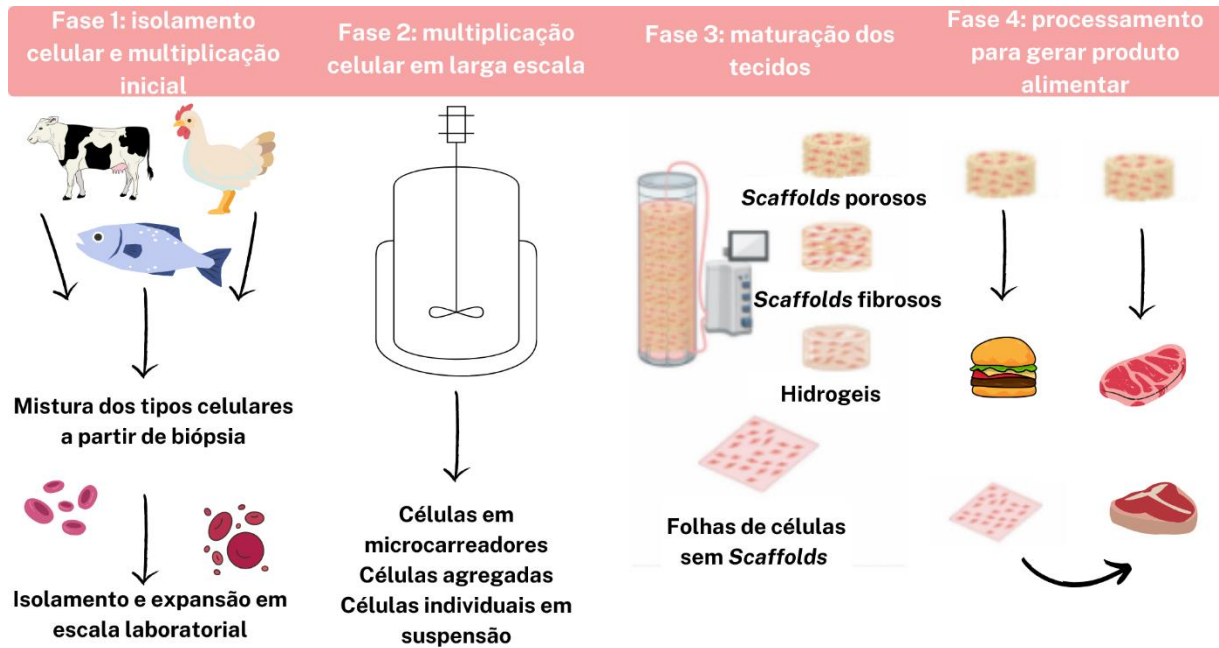 Fase 1: isolamento
celular e multiplicação
inicial
Fase 2: multiplicação
celular em larga escala
Fase 3: maturação dos
tecidos
Fase 4: processamento
para gerar produto
alimentar
Mistura dos tipos celulares
a partir de biópsia
Isolamento e expansão em
escala laboratorial
Células em
microcarreadores
Células agregadas
Células individuais em
suspensão
Scaffolds porosos
Scaffolds fibrosos
Hidrogeis
Folhas de células
sem Scaffolds